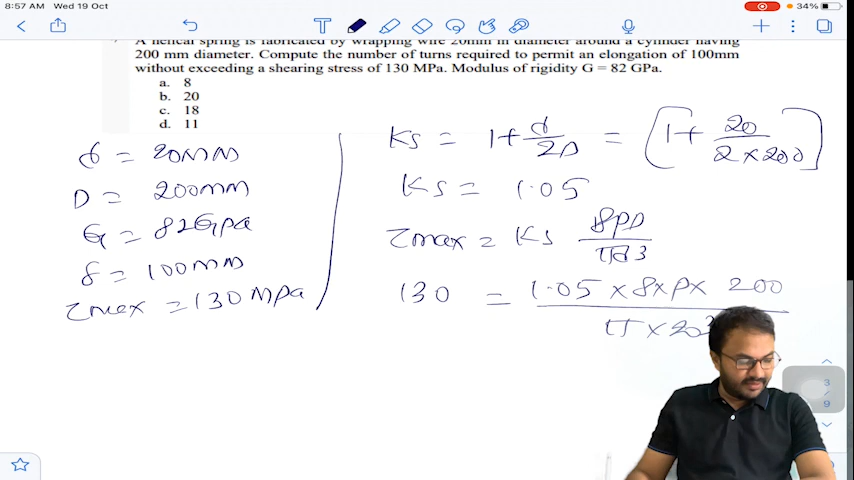 8:57 AM Wed 19 Oct
34%
A helical spring is fabricated by wrapping wire 20mm in diameter around a cylinder having
200 mm diameter. Compute the number of turns required to permit an elongation of 100mm
without exceeding a shearing stress of 130 MPa. Modulus of rigidity G = 82 GPa.
a. 8
b. 20
c. 18
d. 11
d = 20mm
D = 200mm
G = 82GPa
δ = 100mm
τmax = 130 MPa
Ks = 1+ d/2D = [1+ 20/(2×200)]
Ks = 1.05
τmax = Ks 8PD/πd3
130 = 1.05 × 8×P× 200
π × 20
3
9